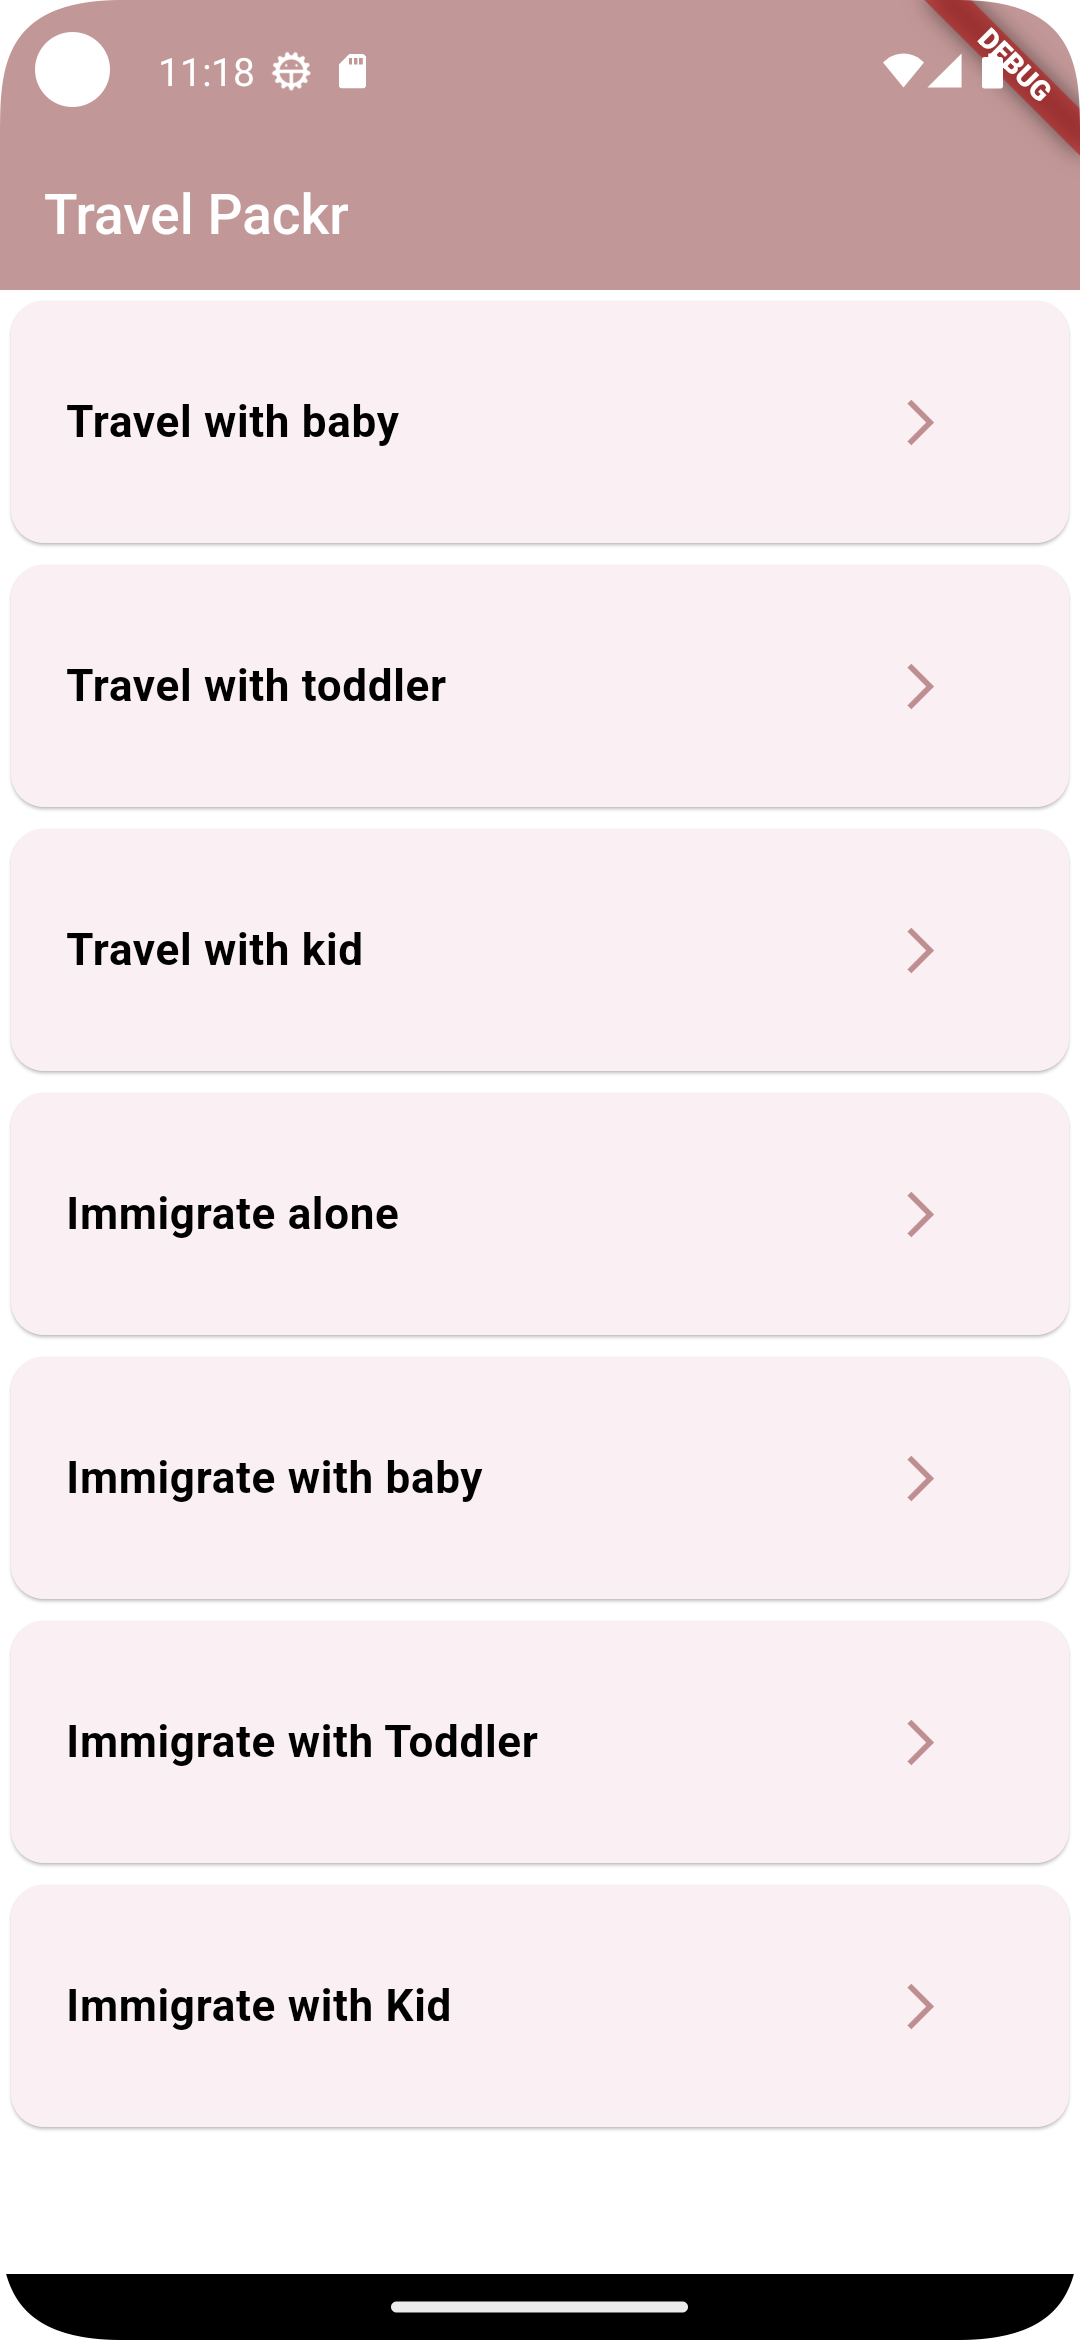 11:18
DEBUG
Travel Packr
Travel with baby
Travel with toddler
Travel with kid
Immigrate alone
Immigrate with baby
Immigrate with Toddler
Immigrate with Kid